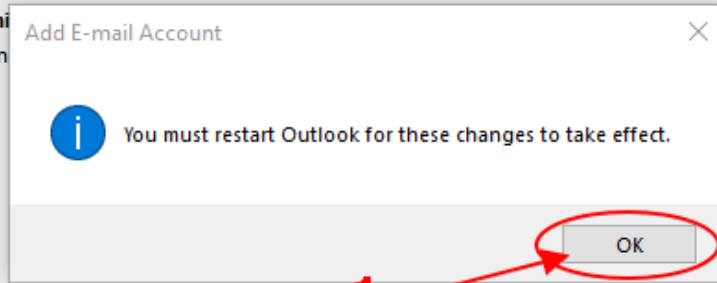 Add E-mail Account
You must restart Outlook for these changes to take effect.
OK